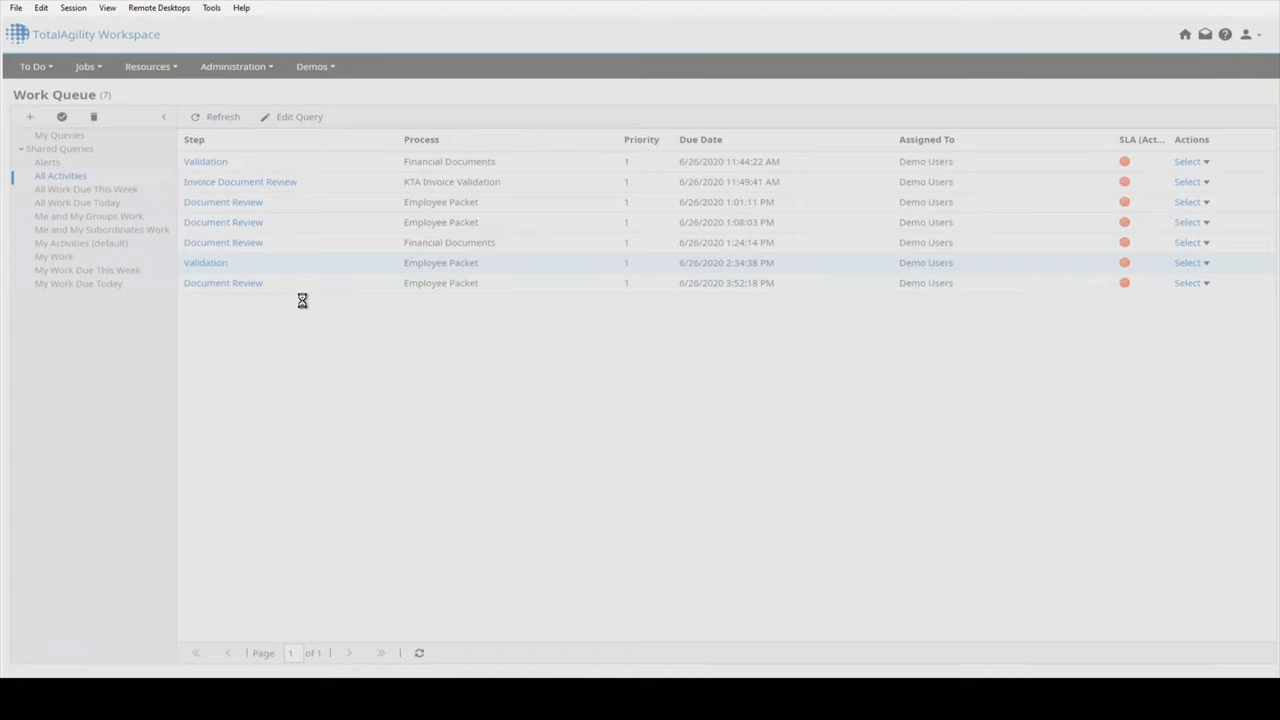 File Edit Session View Remote Desktops Tools Help
TotalAgility Workspace
To Do Jobs Resources Administration Demos
Work Queue (7)
Refresh Edit Query
My Queries
Shared Queries
Alerts
All Activities
All Work Due This Week
All Work Due Today
Me and My Groups Work
Me and My Subordinates Work
My Activities (default)
My Work
My Work Due This Week
My Work Due Today
Step Process Priority Due Date Assigned To SLA (Act... Actions
Validation Financial Documents 1 6/26/2020 11:44:22 AM Demo Users Select
Invoice Document Review KTA Invoice Validation 1 6/26/2020 11:49:41 AM Demo Users Select
Document Review Employee Packet 1 6/26/2020 1:01:11 PM Demo Users Select
Document Review Employee Packet 1 6/26/2020 1:08:03 PM Demo Users Select
Document Review Financial Documents 1 6/26/2020 1:24:14 PM Demo Users Select
Validation Employee Packet 1 6/26/2020 2:34:38 PM Demo Users Select
Document Review Employee Packet 1 6/26/2020 3:52:18 PM Demo Users Select
Page 1 of 1